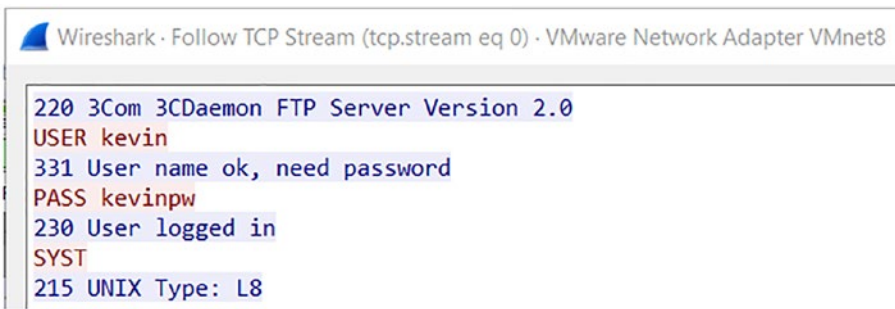 Wireshark · Follow TCP Stream (tcp.stream eq 0) · VMware Network Adapter VMnet8
220 3Com 3CDaemon FTP Server Version 2.0
USER kevin
331 User name ok, need password
PASS kevinpw
230 User logged in
SYST
215 UNIX Type: L8